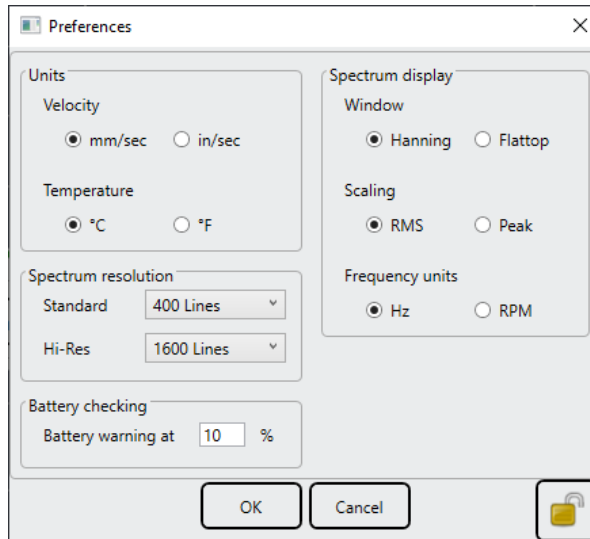 Preferences
Units
Velocity
mm/sec in/sec
Temperature
°C °F
Spectrum resolution
Standard 400 Lines
Hi-Res 1600 Lines
Battery checking
Battery warning at 10 %
Spectrum display
Window
Hanning Flattop
Scaling
RMS Peak
Frequency units
Hz RPM
OK Cancel